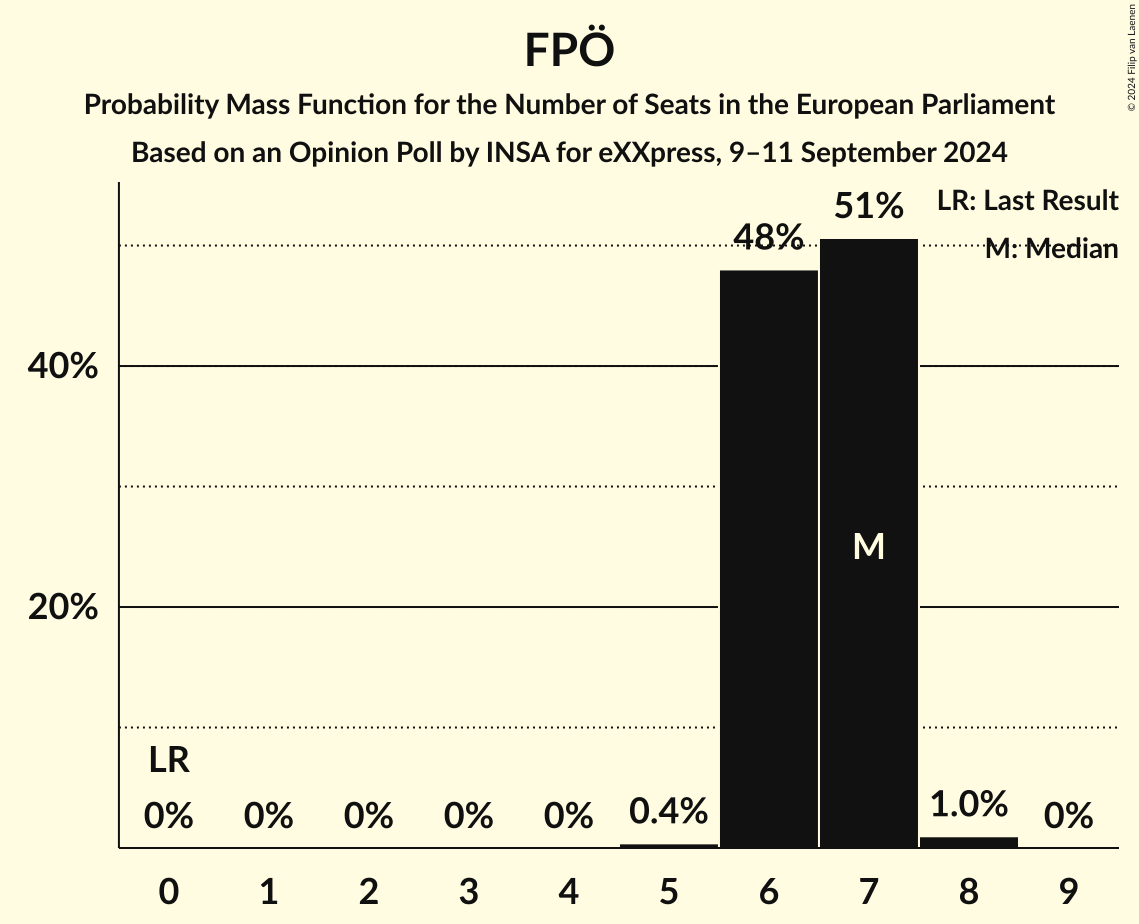 FPÖ
Probability Mass Function for the Number of Seats in the European Parliament
Based on an Opinion Poll by INSA for eXXpress, 9–11 September 2024
© 2024 Filip van Laenen
LR: Last Result
M: Median
40%
20%
LR
0%
0%
0%
0%
0%
0.4%
48%
51%
1.0%
0%
M
0
1
2
3
4
5
6
7
8
9